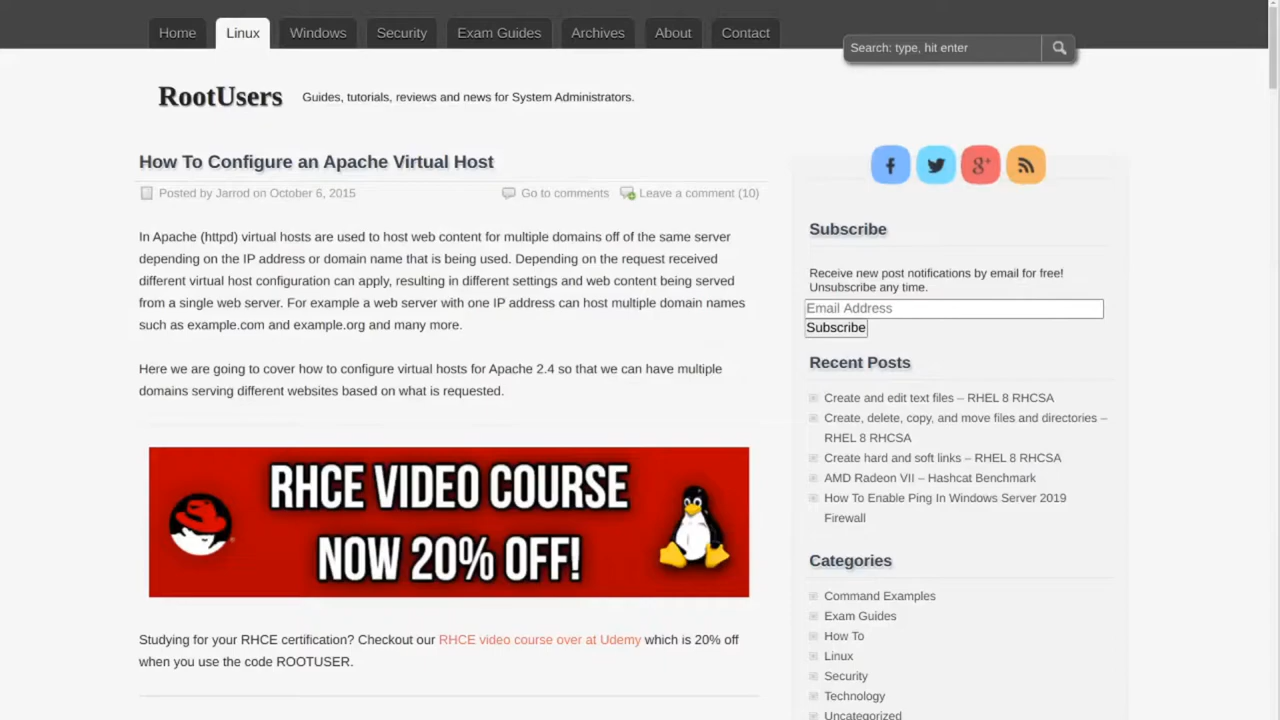 Home
Linux
Windows
Security
Exam Guides
Archives
About
Contact
Search: type, hit enter
RootUsers
Guides, tutorials, reviews and news for System Administrators.
How To Configure an Apache Virtual Host
Posted by Jarrod on October 6, 2015
Go to comments
Leave a comment (10)
In Apache (httpd) virtual hosts are used to host web content for multiple domains off of the same server
depending on the IP address or domain name that is being used. Depending on the request received
different virtual host configuration can apply, resulting in different settings and web content being served
from a single web server. For example a web server with one IP address can host multiple domain names
such as example.com and example.org and many more.
Here we are going to cover how to configure virtual hosts for Apache 2.4 so that we can have multiple
domains serving different websites based on what is requested.
RHCE VIDEO COURSE
NOW 20% OFF!
Studying for your RHCE certification? Checkout our RHCE video course over at Udemy which is 20% off
when you use the code ROOTUSER.
Subscribe
Receive new post notifications by email for free!
Unsubscribe any time.
Email Address
Subscribe
Recent Posts
Create and edit text files – RHEL 8 RHCSA
Create, delete, copy, and move files and directories –
RHEL 8 RHCSA
Create hard and soft links – RHEL 8 RHCSA
AMD Radeon VII – Hashcat Benchmark
How To Enable Ping In Windows Server 2019
Firewall
Categories
Command Examples
Exam Guides
How To
Linux
Security
Technology
Uncategorized